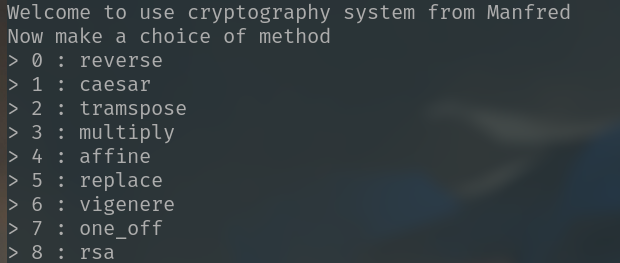 Welcome to use cryptography system from Manfred
Now make a choice of method
> 0 : reverse
> 1 : caesar
> 2 : tramspose
> 3 : multiply
> 4 : affine
> 5 : replace
> 6 : vigenere
> 7 : one_off
> 8 : rsa